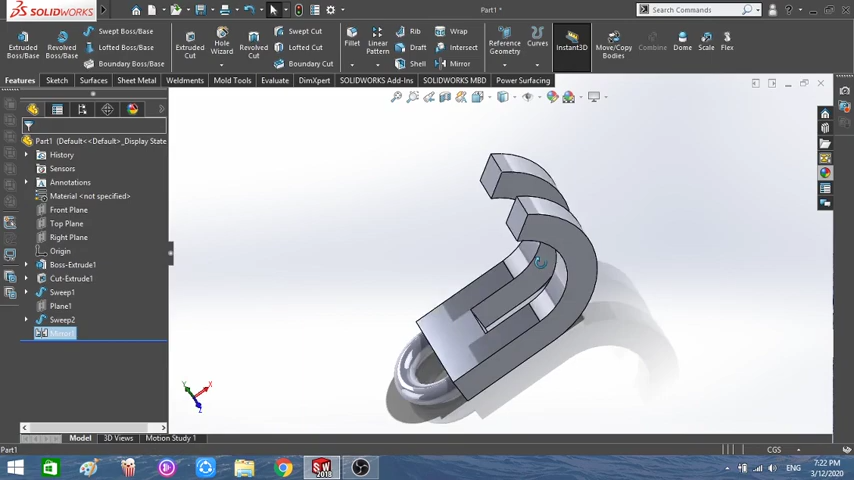 SOLIDWORKS
Part1 *
Search Commands
Extruded Boss/Base
Revolved Boss/Base
Swept Boss/Base
Lofted Boss/Base
Boundary Boss/Base
Extruded Cut
Hole Wizard
Revolved Cut
Swept Cut
Lofted Cut
Boundary Cut
Fillet
Linear Pattern
Rib
Draft
Shell
Wrap
Intersect
Mirror
Reference Geometry
Curves
Instant3D
Move/Copy Bodies
Combine
Dome
Scale
Flex
Features
Sketch
Surfaces
Sheet Metal
Weldments
Mold Tools
Evaluate
DimXpert
SOLIDWORKS Add-Ins
SOLIDWORKS MBD
Power Surfacing
Part1 (Default<<Default>_Display State
History
Sensors
Annotations
Material <not specified>
Front Plane
Top Plane
Right Plane
Origin
Boss-Extrude1
Cut-Extrude1
Sweep1
Plane1
Sweep2
Mirror1
Y
X
Z
Model
3D Views
Motion Study 1
Part1
CGS
SW
2018
ENG
7:22 PM
3/12/2020